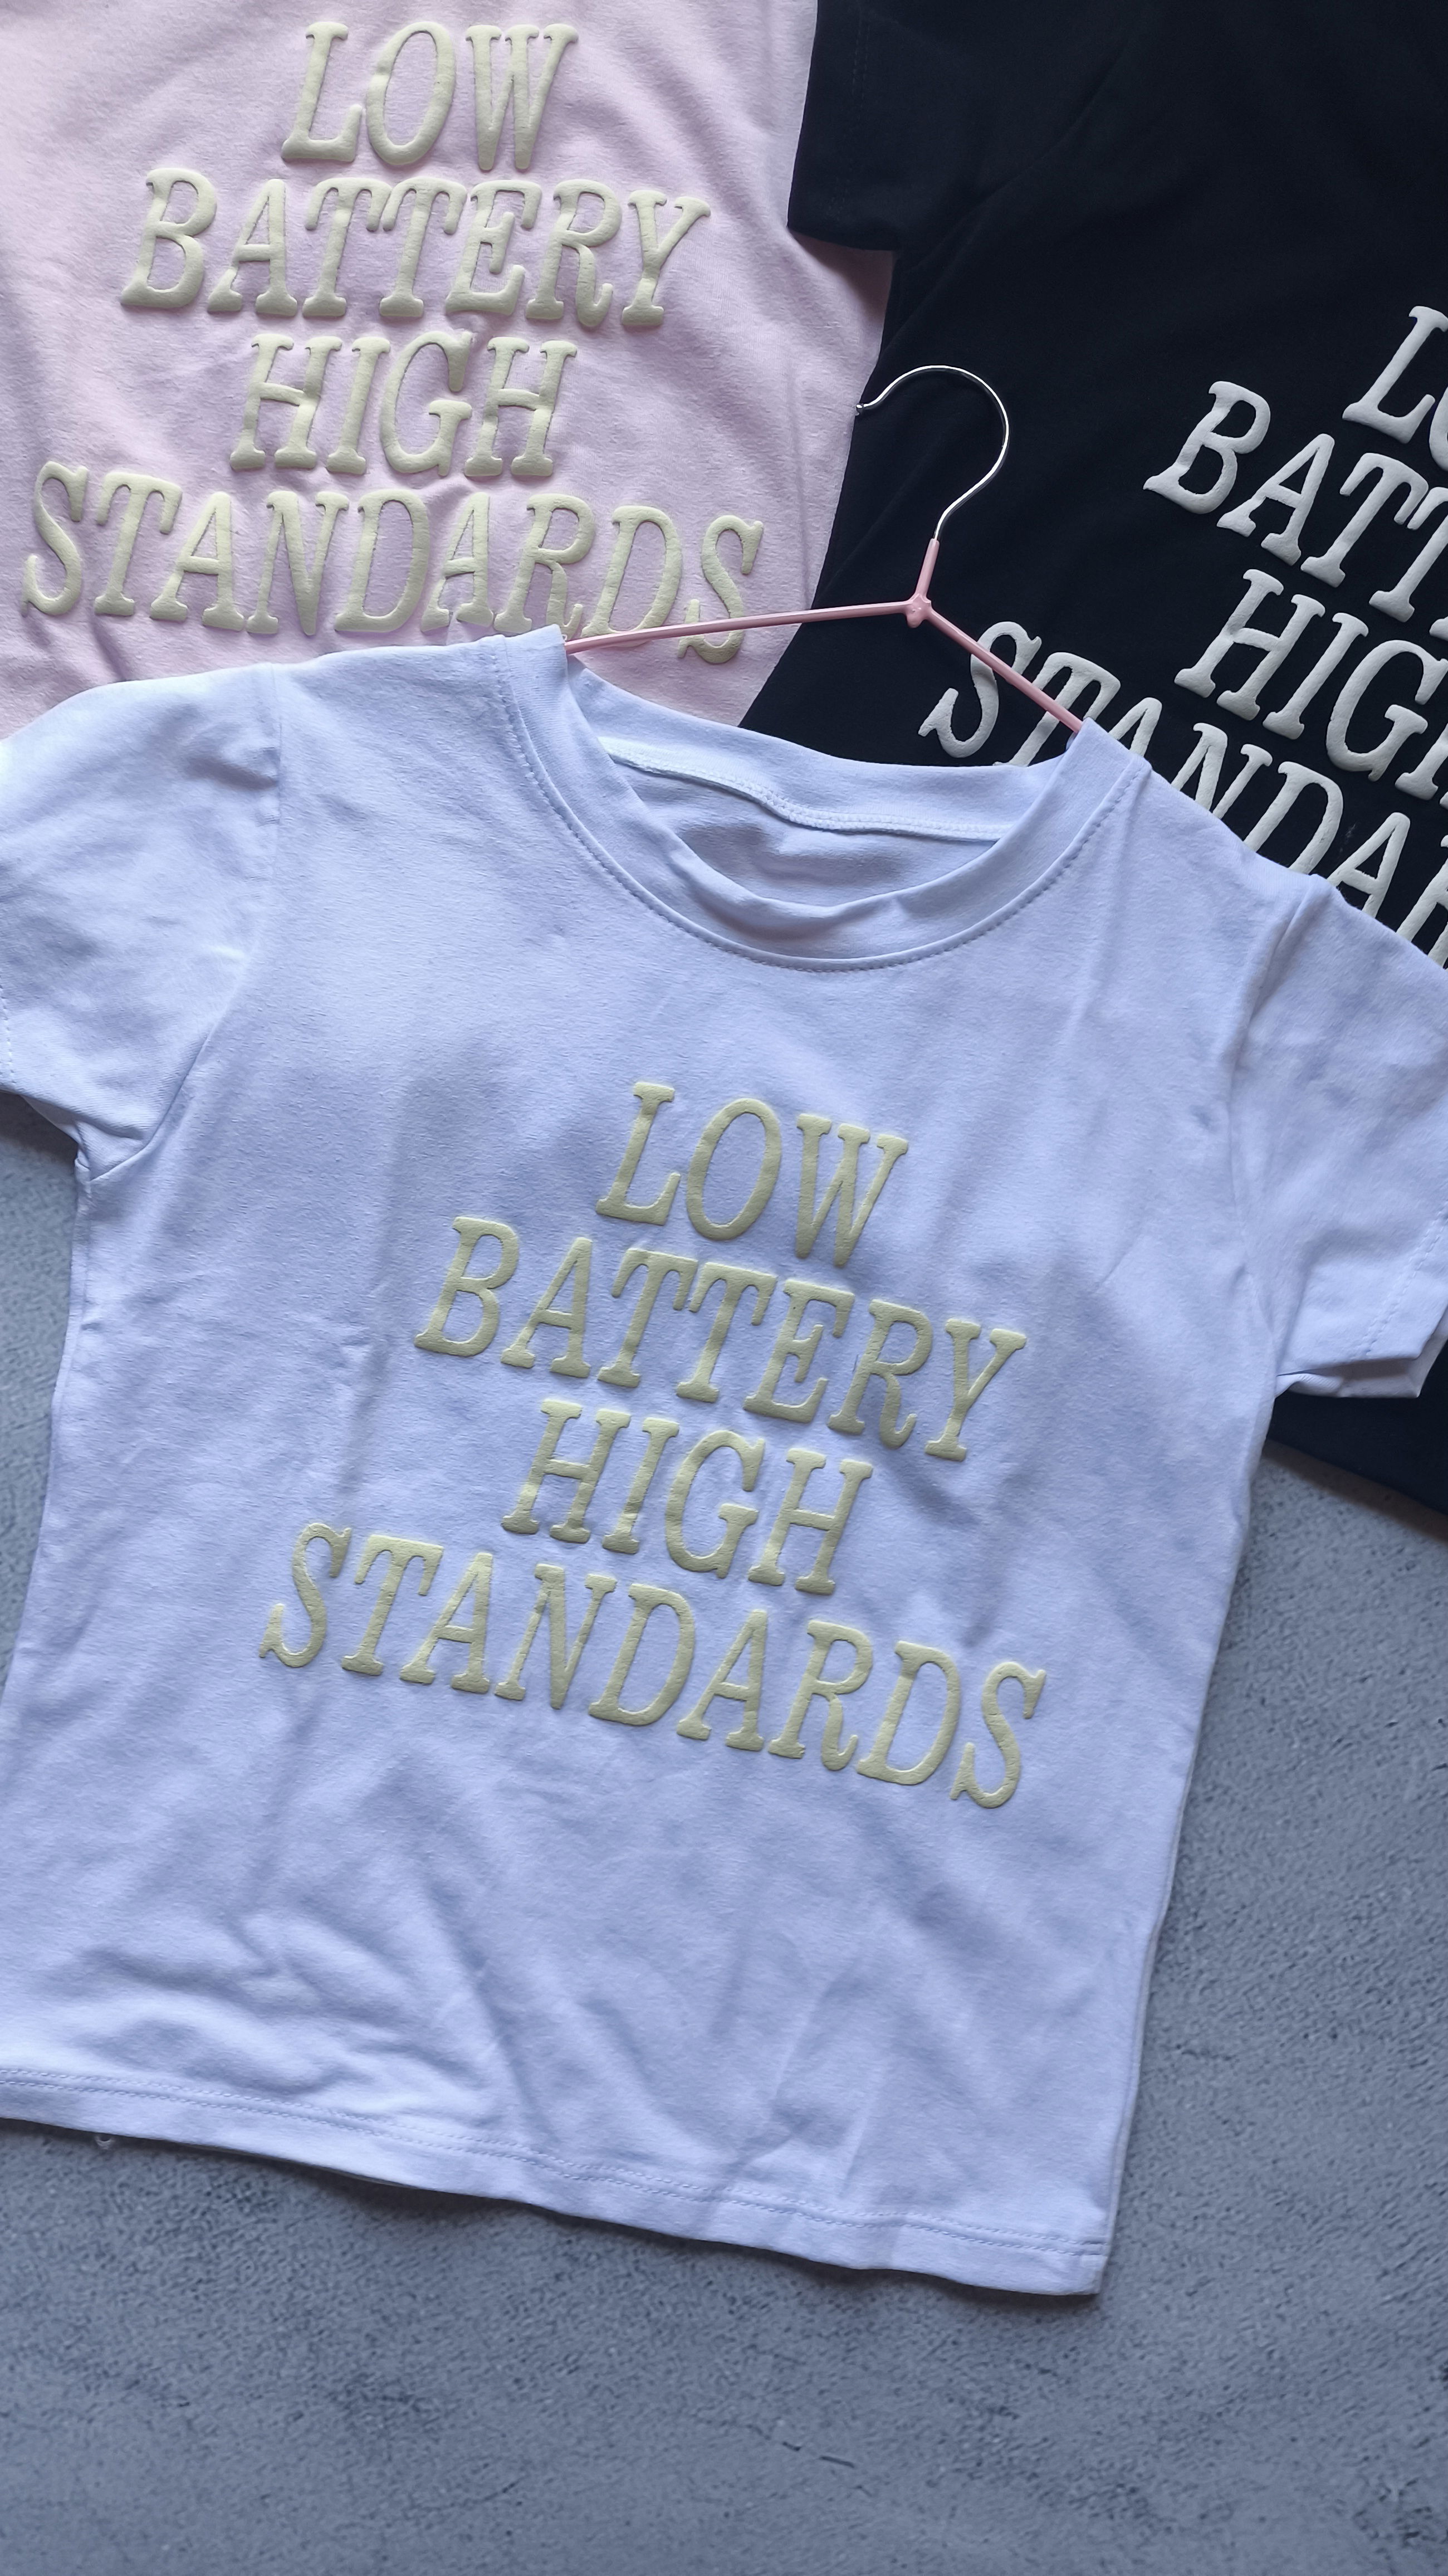 LOW
BATTERY
HIGH
STANDARDS
LOW
BATTERY
HIGH
STANDARDS